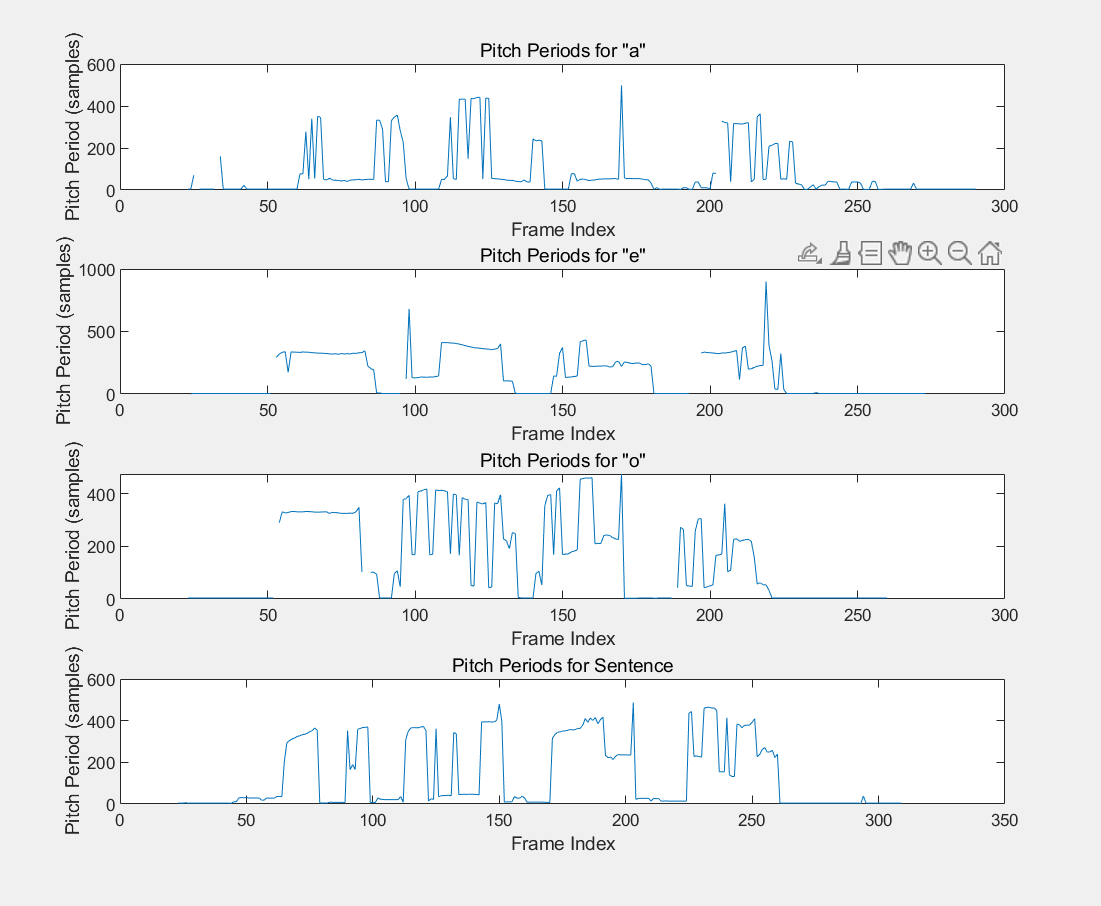 Pitch Periods for "a"
600
400
200
0
Pitch Period (samples)
0 50 100 150 200 250 300
Frame Index
Pitch Periods for "e"
1000
500
0
Pitch Period (samples)
0 50 100 150 200 250 300
Frame Index
Pitch Periods for "o"
400
200
0
Pitch Period (samples)
0 50 100 150 200 250 300
Frame Index
Pitch Periods for Sentence
600
400
200
0
Pitch Period (samples)
0 50 100 150 200 250 300 350
Frame Index